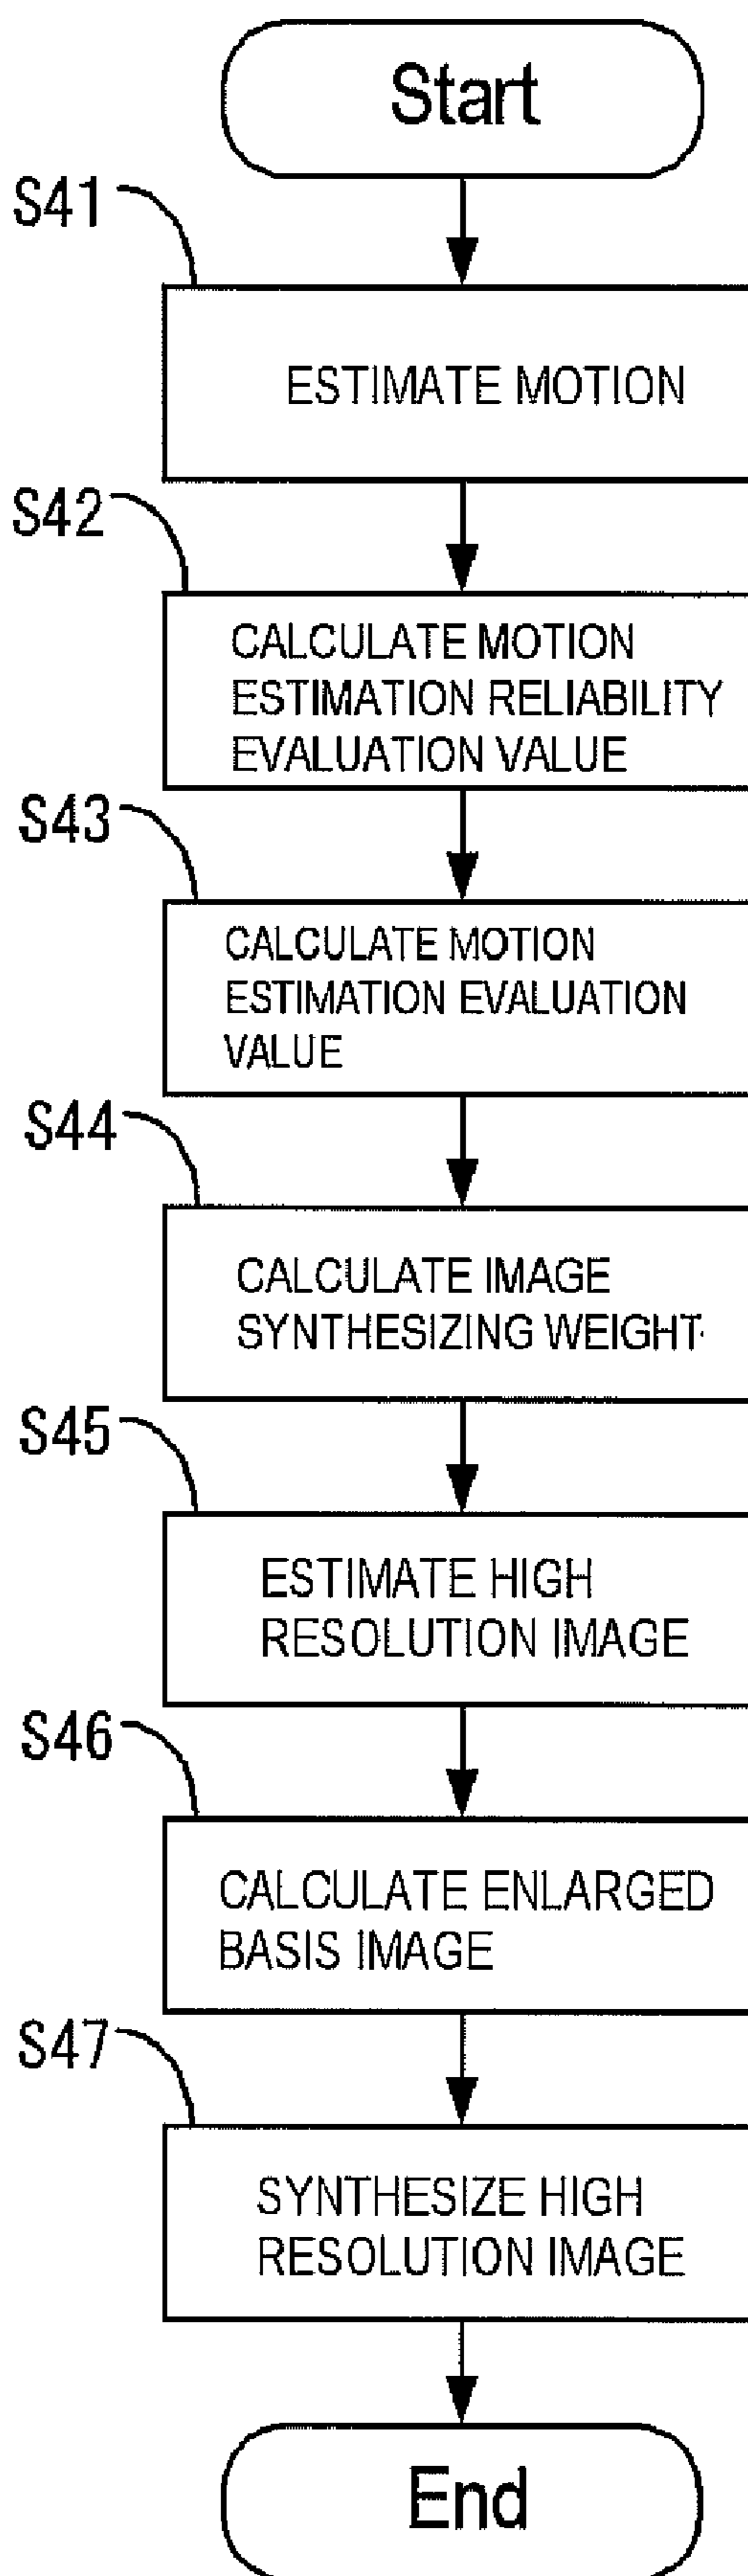 Start
S41
ESTIMATE MOTION
S42
CALCULATE MOTION
ESTIMATION RELIABILITY
EVALUATION VALUE
S43
CALCULATE MOTION
ESTIMATION EVALUATION
VALUE
S44
CALCULATE IMAGE
SYNTHESIZING WEIGHT
S45
ESTIMATE HIGH
RESOLUTION IMAGE
S46
CALCULATE ENLARGED
BASIS IMAGE
S47
SYNTHESIZE HIGH
RESOLUTION IMAGE
End